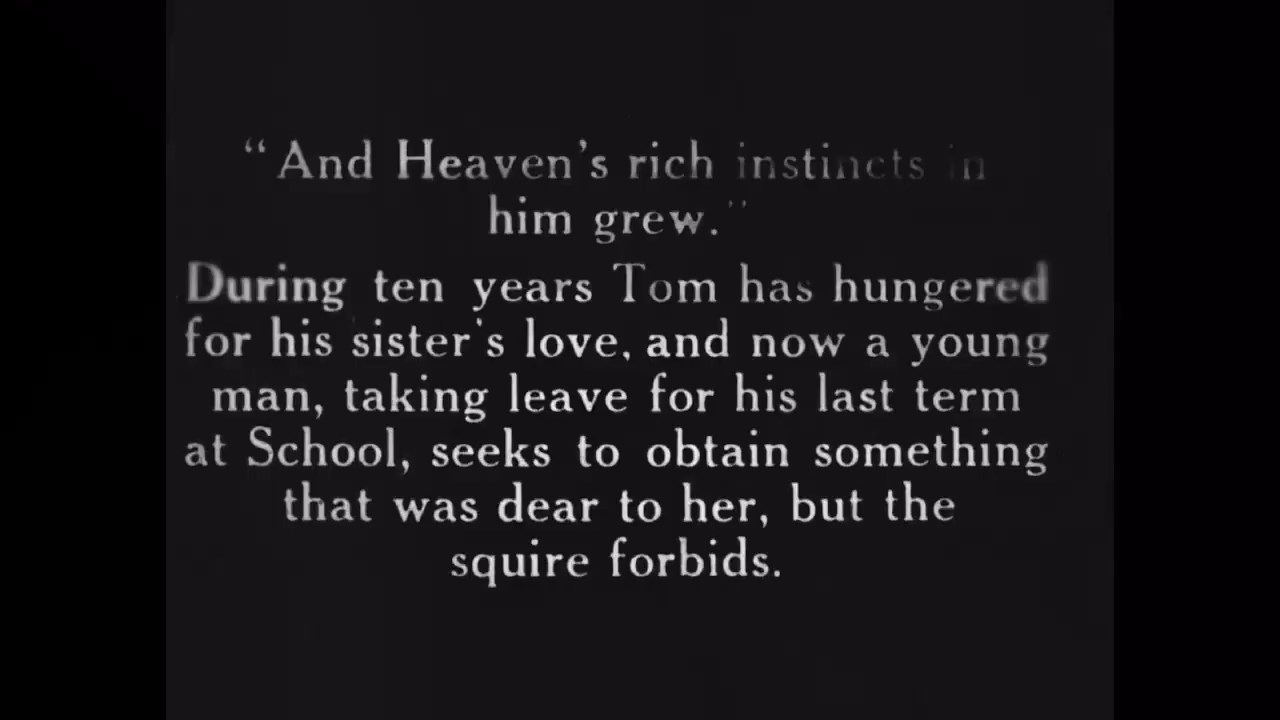 “And Heaven's rich instincts in
him grew.”
During ten years Tom has hungered
for his sister's love, and now a young
man, taking leave for his last term
at School, seeks to obtain something
that was dear to her, but the
squire forbids.